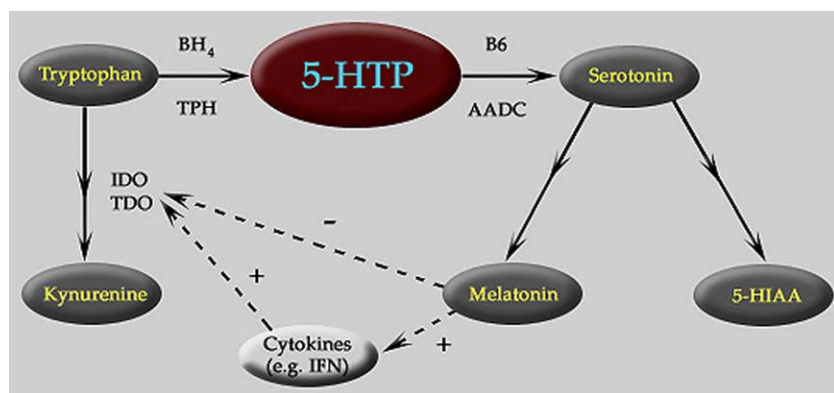 BH4
B6
Tryptophan
5-HTP
Serotonin
TPH
AADC
IDO
TDO
-
+
Kynurenine
Melatonin
5-HIAA
Cytokines
(e.g. IFN)
+